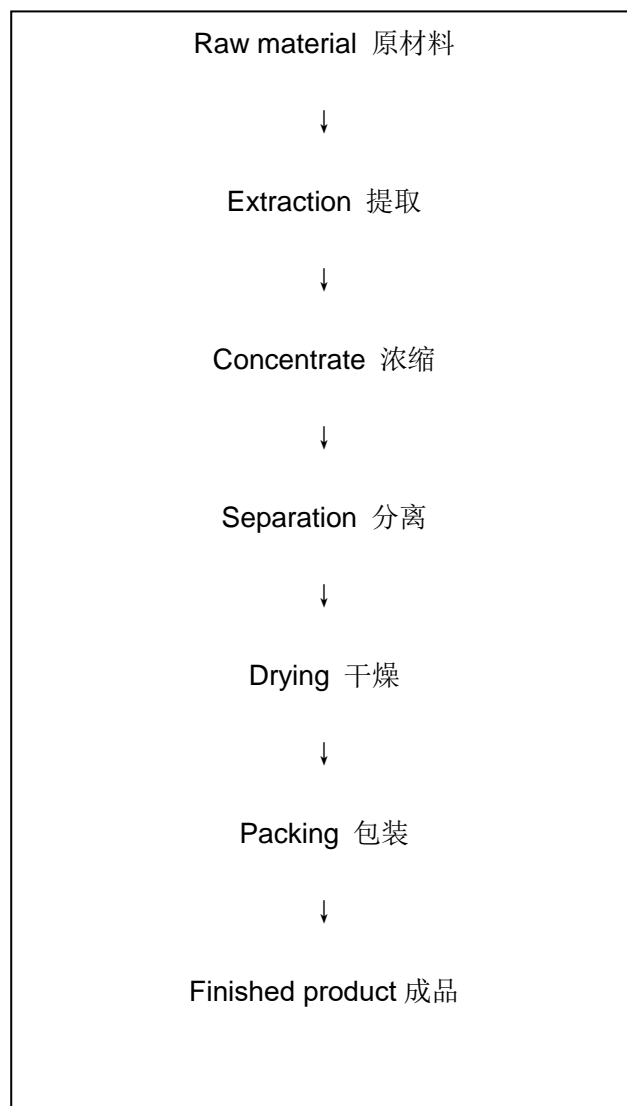 Raw material 原材料
↓
Extraction 提取
↓
Concentrate 浓缩
↓
Separation 分离
↓
Drying 干燥
↓
Packing 包装
↓
Finished product 成品